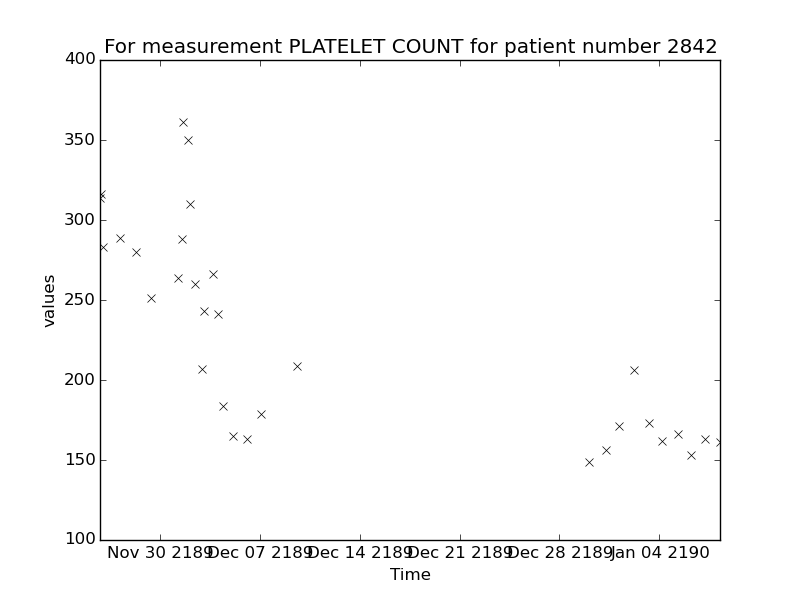 For measurement PLATELET COUNT for patient number 2842
400
350
300
250
200
150
100
values
Nov 30 2189 Dec 07 2189 Dec 14 2189 Dec 21 2189 Dec 28 2189 Jan 04 2190
Time